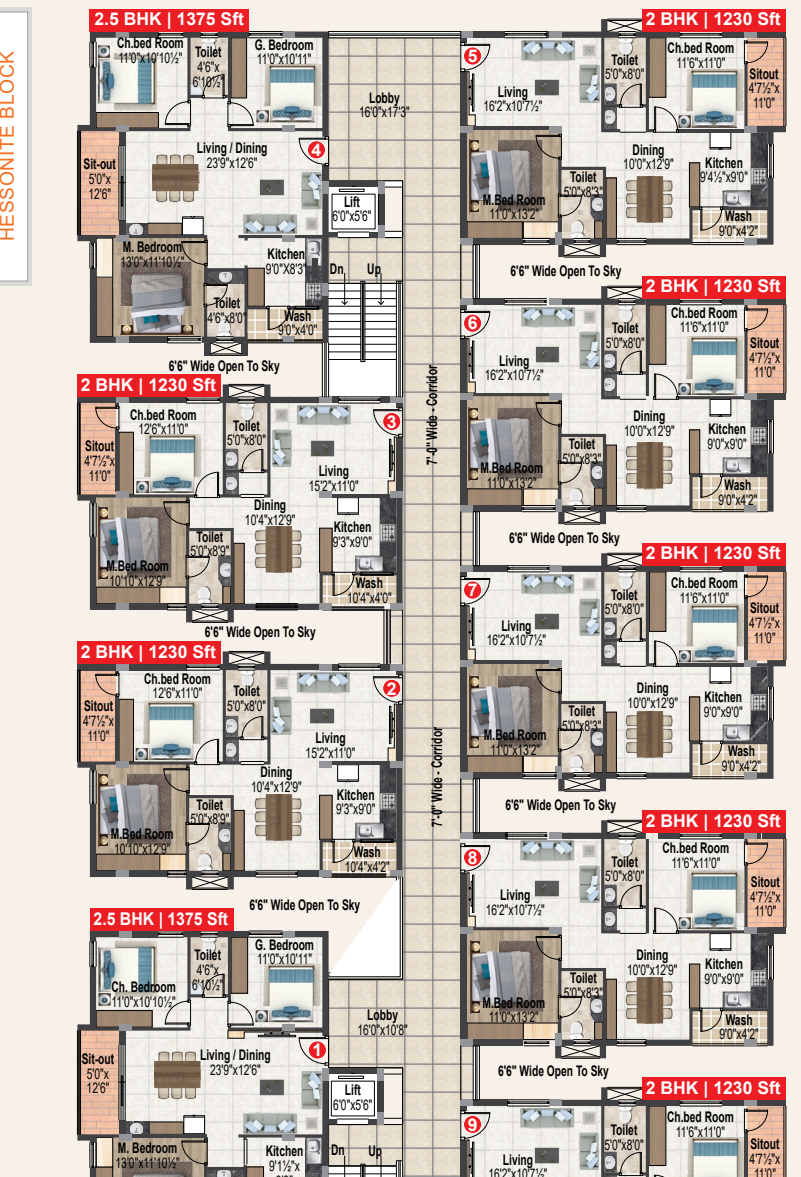 HESSONITE BLOCK
2.5 BHK | 1375 Sft
Ch.bed Room
11'0"x10'10½"
Toilet
4'6"x
6'10½"
G. Bedroom
11'0"x10'11"
Living / Dining
23'9"x12'6"
4
Sit-out
5'0"x
12'6"
M. Bedroom
13'0"x11'10½"
Toilet
4'6"x8'0"
Kitchen
9'0"X8'3"
Wash
9'0"x4'0"
Lobby
16'0"x17'3"
Lift
6'0"x5'6"
Dn
Up
6'6" Wide Open To Sky
2 BHK | 1230 Sft
Ch.bed Room
12'6"x11'0"
Toilet
5'0"x8'0"
3
Sitout
4'7½"x
11'0"
Living
15'2"x11'0"
Dining
10'4"x12'9"
Kitchen
9'3"x9'0"
M.Bed Room
10'10"x12'9"
Toilet
5'0"x8'9"
Wash
10'4"x4'0"
6'6" Wide Open To Sky
2 BHK | 1230 Sft
Ch.bed Room
12'6"x11'0"
Toilet
5'0"x8'0"
2
Sitout
4'7½"x
11'0"
Living
15'2"x11'0"
Dining
10'4"x12'9"
Kitchen
9'3"x9'0"
M.Bed Room
10'10"x12'9"
Toilet
5'0"x8'9"
Wash
10'4"x4'2"
6'6" Wide Open To Sky
2.5 BHK | 1375 Sft
Ch. Bedroom
11'0"x10'10½"
Toilet
4'6"x
6'10½"
G. Bedroom
11'0"x10'11"
Lobby
16'0"x10'8"
Living / Dining
23'9"x12'6"
1
Sit-out
5'0"x
12'6"
Lift
6'0"x5'6"
M. Bedroom
13'0"x11'10½"
Kitchen
9'1½"x
Dn
Up
7'-0" Wide - Corridor
7'-0" Wide - Corridor
2 BHK | 1230 Sft
5
Living
16'2"x10'7½"
Toilet
5'0"x8'0"
Ch.bed Room
11'6"x11'0"
Sitout
4'7½"x
11'0"
Dining
10'0"x12'9"
Kitchen
9'4½"x9'0"
M.Bed Room
11'0"x13'2"
Toilet
5'0"x8'3"
Wash
9'0"x4'2"
6'6" Wide Open To Sky
2 BHK | 1230 Sft
6
Living
16'2"x10'7½"
Toilet
5'0"x8'0"
Ch.bed Room
11'6"x11'0"
Sitout
4'7½"x
11'0"
Dining
10'0"x12'9"
Kitchen
9'0"x9'0"
M.Bed Room
11'0"x13'2"
Toilet
5'0"x8'3"
Wash
9'0"x4'2"
6'6" Wide Open To Sky
2 BHK | 1230 Sft
7
Living
16'2"x10'7½"
Toilet
5'0"x8'0"
Ch.bed Room
11'6"x11'0"
Sitout
4'7½"x
11'0"
Dining
10'0"x12'9"
Kitchen
9'0"x9'0"
M.Bed Room
11'0"x13'2"
Toilet
5'0"x8'3"
Wash
9'0"x4'2"
6'6" Wide Open To Sky
2 BHK | 1230 Sft
8
Living
16'2"x10'7½"
Toilet
5'0"x8'0"
Ch.bed Room
11'6"x11'0"
Sitout
4'7½"x
11'0"
Dining
10'0"x12'9"
Kitchen
9'0"x9'0"
M.Bed Room
11'0"x13'2"
Toilet
5'0"x8'3"
Wash
9'0"x4'2"
6'6" Wide Open To Sky
2 BHK | 1230 Sft
9
Living
16'2"x10'7½"
Toilet
5'0"x8'0"
Ch.bed Room
11'6"x11'0"
Sitout
4'7½"x
11'0"